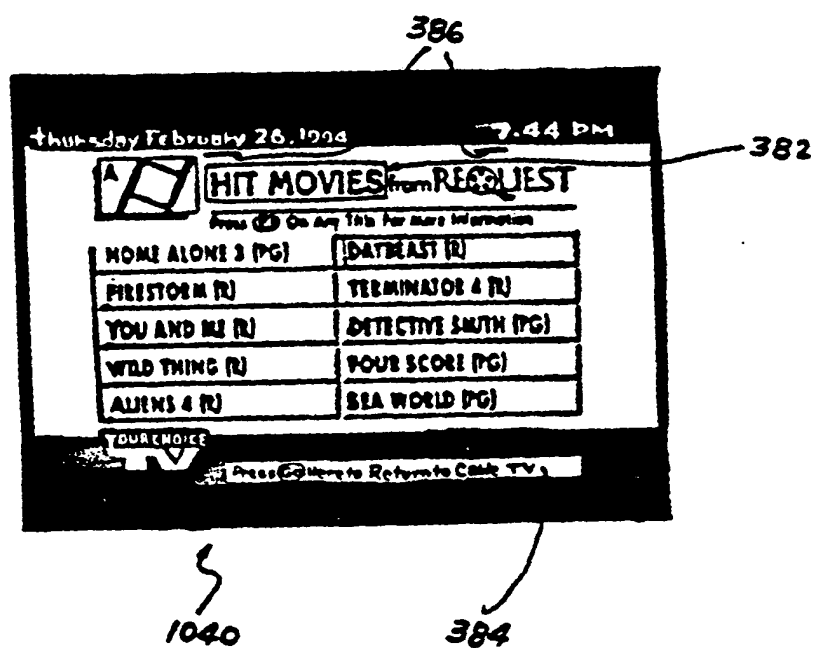 386
thursday February 26, 1994 7.44 PM
382
A
HIT MOVIES from REQUEST
Press GO On Any Title For More Information
HOME ALONE 3 (PG) DAYBEAST (R)
FIRESTORM (R) TERMINATOR 4 (R)
YOU AND ME (R) DETECTIVE SMITH (PG)
WILD THING (R) FOUR SCORE (PG)
ALIENS 4 (R) SEA WORLD (PG)
YOUR CHOICE
TV
Press GO Here to Return to Cable TV
1040
384